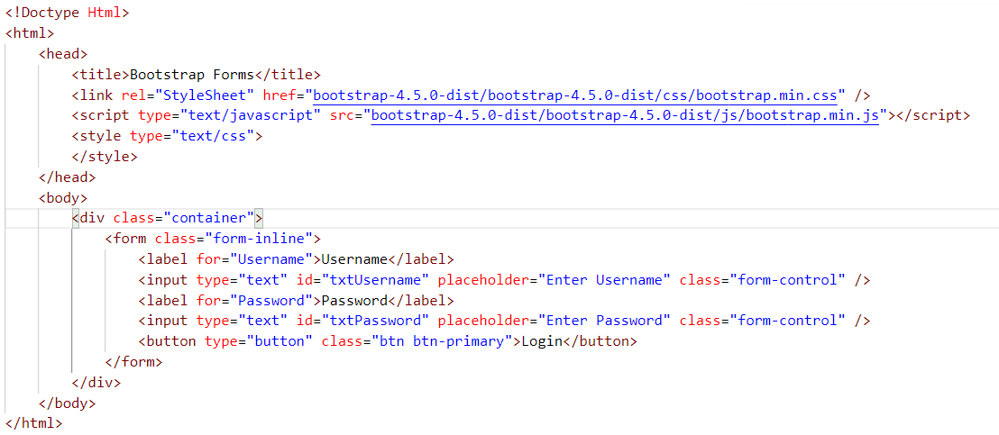 <!Doctype Html>
<html>
<head>
<title>Bootstrap Forms</title>
<link rel="StyleSheet" href="bootstrap-4.5.0-dist/bootstrap-4.5.0-dist/css/bootstrap.min.css" />
<script type="text/javascript" src="bootstrap-4.5.0-dist/bootstrap-4.5.0-dist/js/bootstrap.min.js"></script>
<style type="text/css">
</style>
</head>
<body>
<div class="container">
<form class="form-inline">
<label for="Username">Username</label>
<input type="text" id="txtUsername" placeholder="Enter Username" class="form-control" />
<label for="Password">Password</label>
<input type="text" id="txtPassword" placeholder="Enter Password" class="form-control" />
<button type="button" class="btn btn-primary">Login</button>
</form>
</div>
</body>
</html>